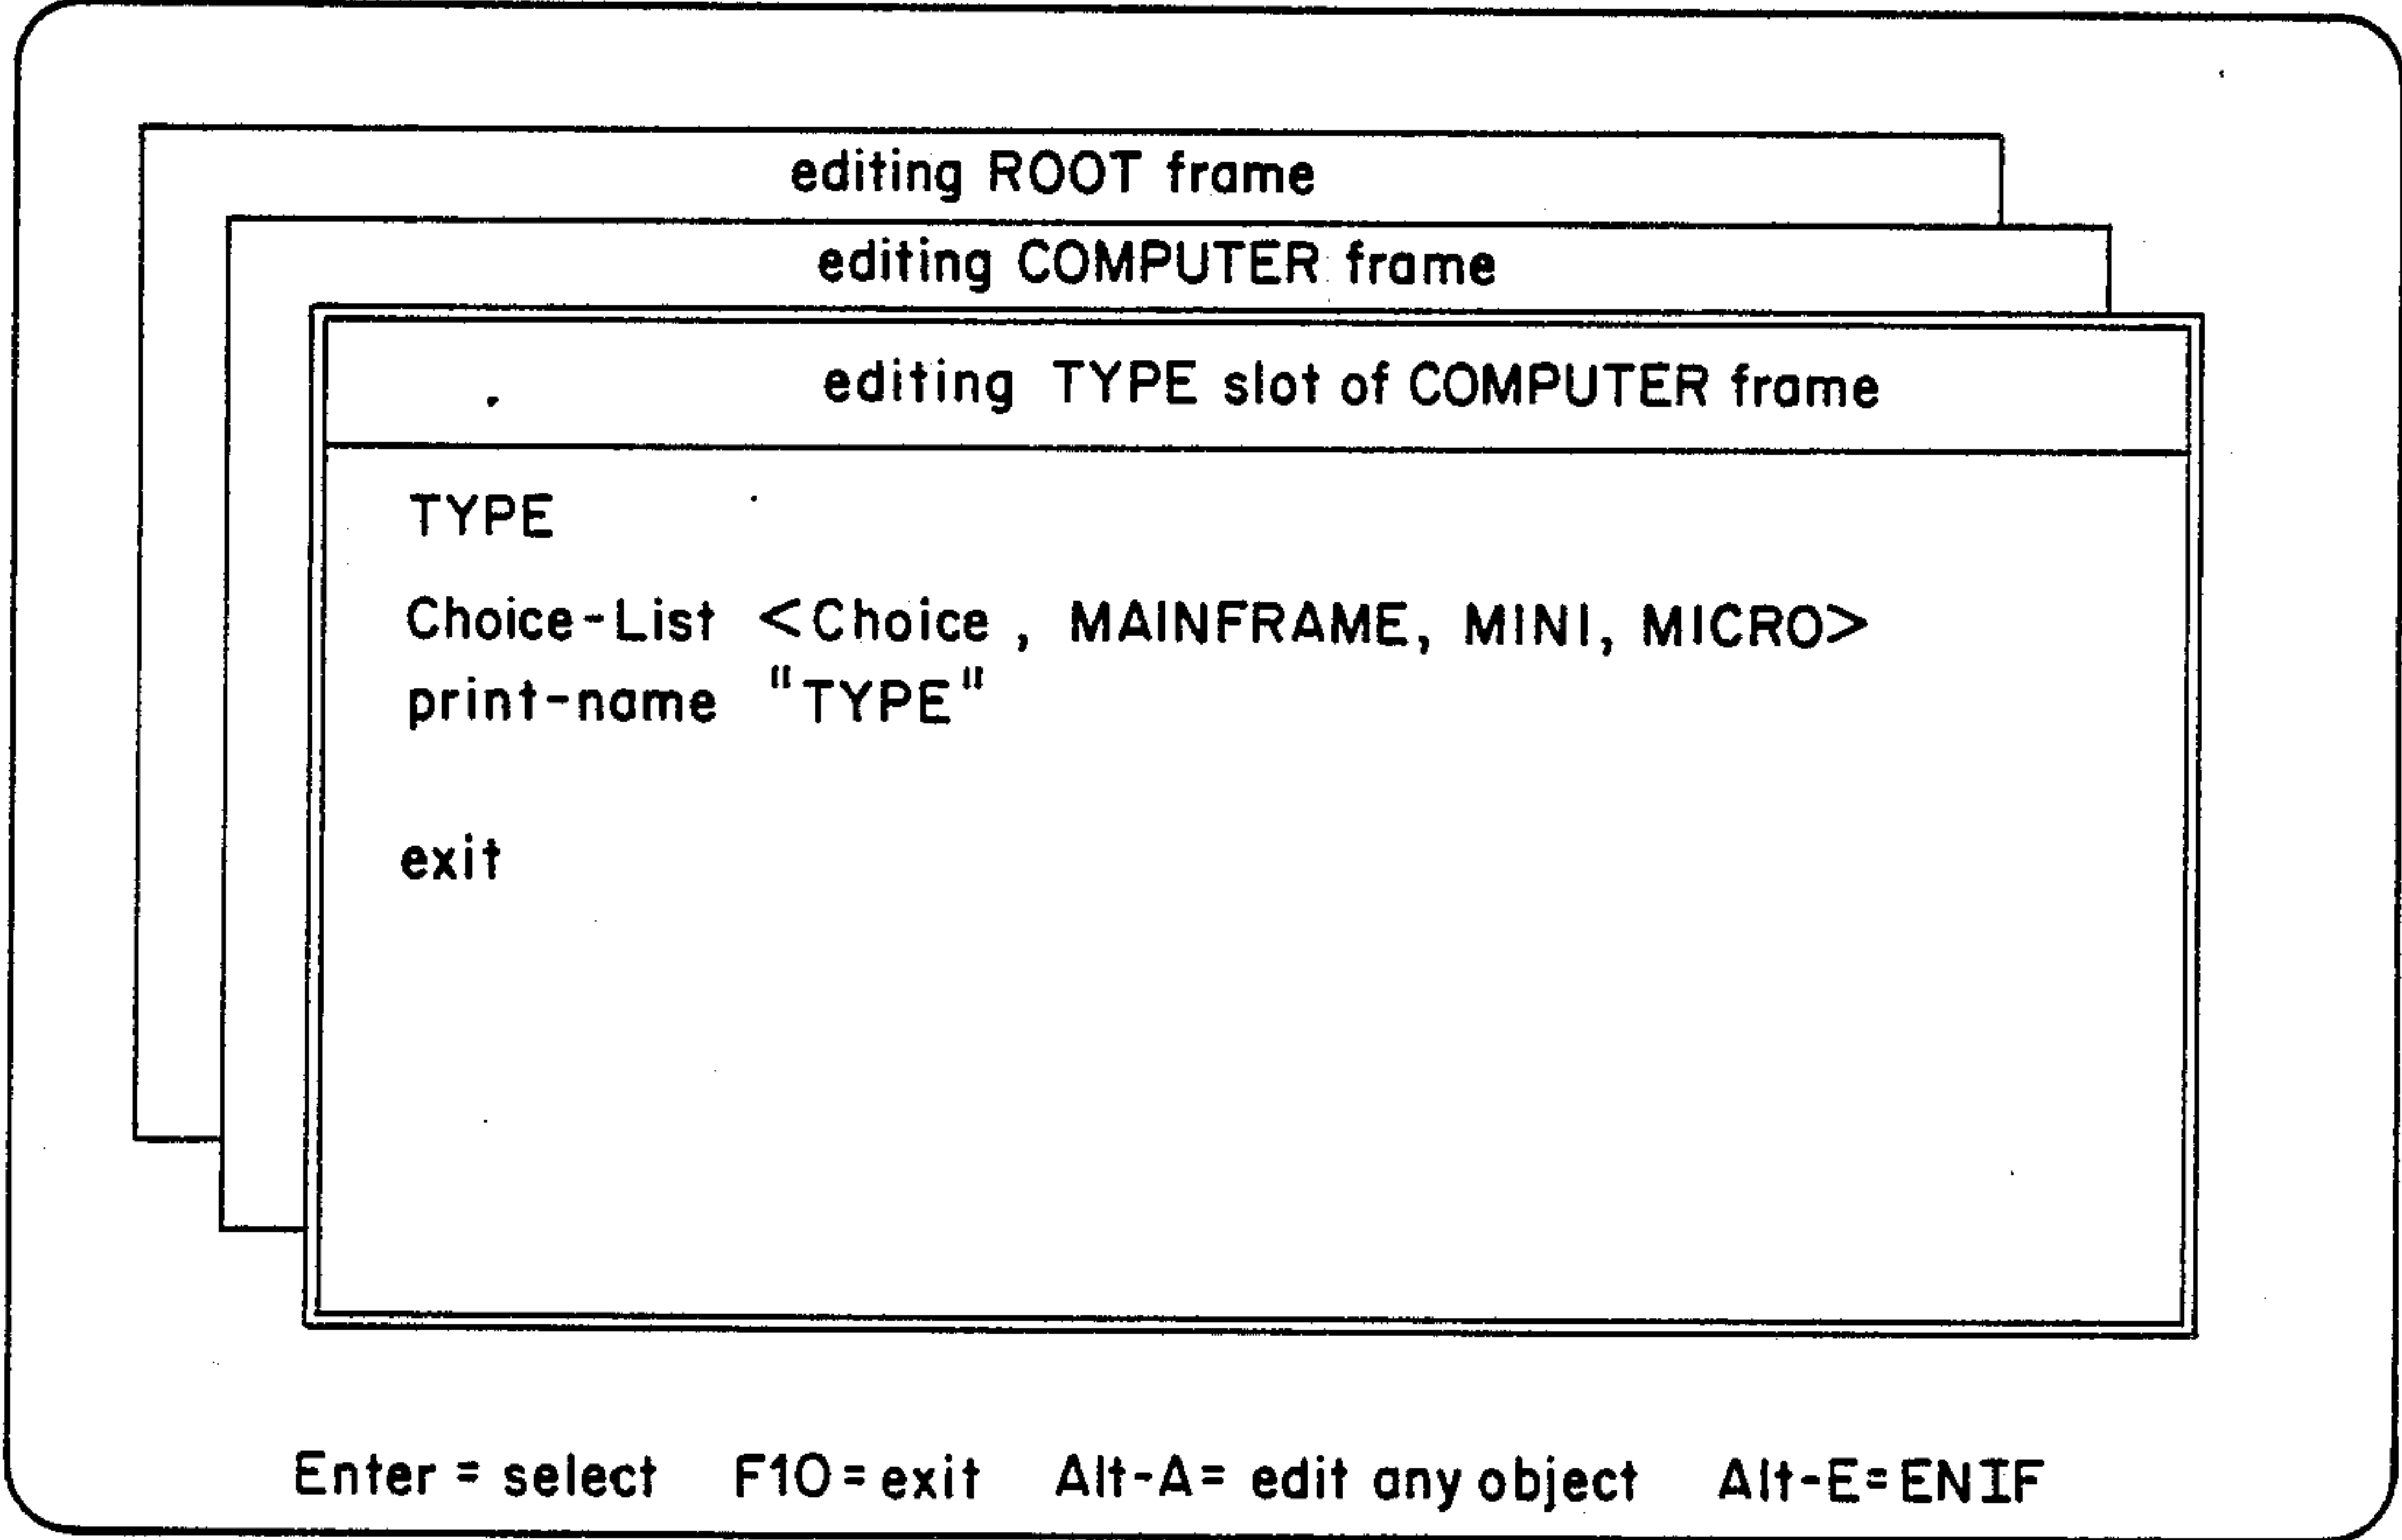 editing ROOT frame
editing COMPUTER frame
editing TYPE slot of COMPUTER frame
TYPE
Choice-List <Choice, MAINFRAME, MINI, MICRO>
print-name "TYPE"
exit
Enter = select F10 = exit Alt-A = edit any object Alt-E = ENIF